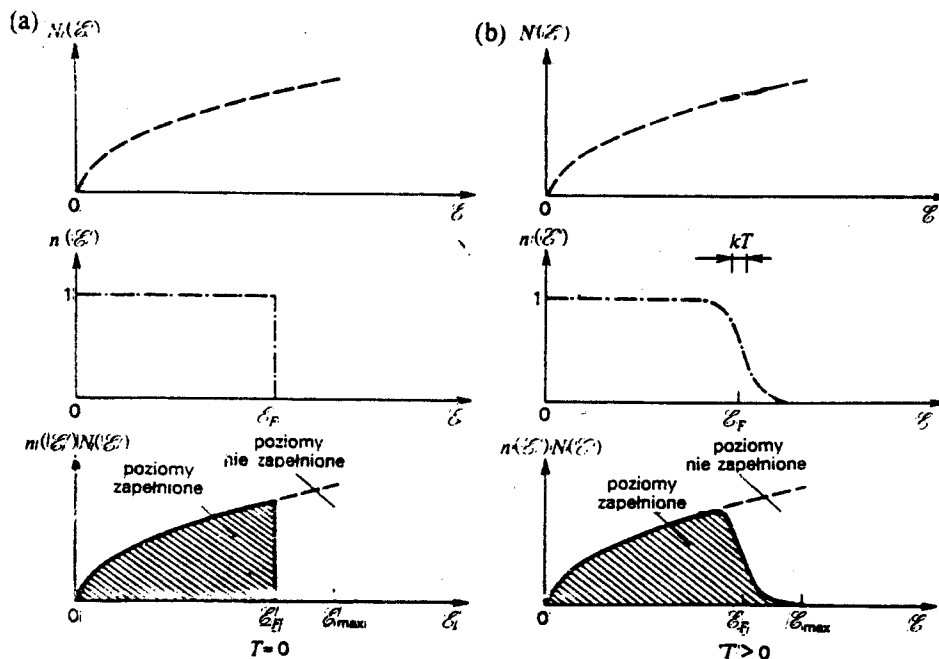 (a)
N(ℰ)
0
ℰ
n(ℰ)
1
0
ℰF
ℰ
n(ℰ)N(ℰ)
poziomy
zapełnione
poziomy
nie zapełnione
0
ℰF
ℰmax
ℰ
T = 0
(b)
N(ℰ)
0
ℰ
n(ℰ)
kT
1
0
ℰF
ℰ
n(ℰ)N(ℰ)
poziomy
zapełnione
poziomy
nie zapełnione
0
ℰF
ℰmax
ℰ
T > 0